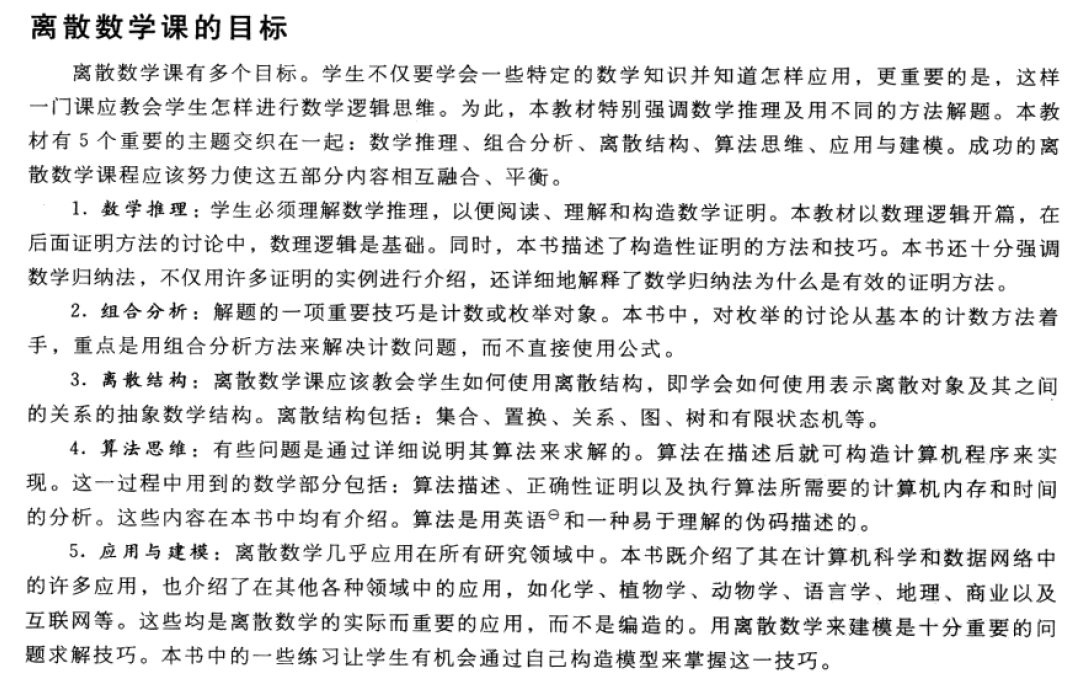 离散数学课的目标
离散数学课有多个目标。学生不仅要学会一些特定的数学知识并知道怎样应用，更重要的是，这样
一门课应教会学生怎样进行数学逻辑思维。为此，本教材特别强调数学推理及用不同的方法解题。本教
材有 5 个重要的主题交织在一起：数学推理、组合分析、离散结构、算法思维、应用与建模。成功的离
散数学课程应该努力使这五部分内容相互融合、平衡。
1. 数学推理：学生必须理解数学推理，以便阅读、理解和构造数学证明。本教材以数理逻辑开篇，在
后面证明方法的讨论中，数理逻辑是基础。同时，本书描述了构造性证明的方法和技巧。本书还十分强调
数学归纳法，不仅用许多证明的实例进行介绍，还详细地解释了数学归纳法为什么是有效的证明方法。
2. 组合分析：解题的一项重要技巧是计数或枚举对象。本书中，对枚举的讨论从基本的计数方法着
手，重点是用组合分析方法来解决计数问题，而不直接使用公式。
3. 离散结构：离散数学课应该教会学生如何使用离散结构，即学会如何使用表示离散对象及其之间
的关系的抽象数学结构。离散结构包括：集合、置换、关系、图、树和有限状态机等。
4. 算法思维：有些问题是通过详细说明其算法来求解的。算法在描述后就可构造计算机程序来实
现。这一过程中用到的数学部分包括：算法描述、正确性证明以及执行算法所需要的计算机内存和时间
的分析。这些内容在本书中均有介绍。算法是用英语⊖和一种易于理解的伪码描述的。
5. 应用与建模：离散数学几乎应用在所有研究领域中。本书既介绍了其在计算机科学和数据网络中
的许多应用，也介绍了在其他各种领域中的应用，如化学、植物学、动物学、语言学、地理、商业以及
互联网等。这些均是离散数学的实际而重要的应用，而不是编造的。用离散数学来建模是十分重要的问
题求解技巧。本书中的一些练习让学生有机会通过自己构造模型来掌握这一技巧。